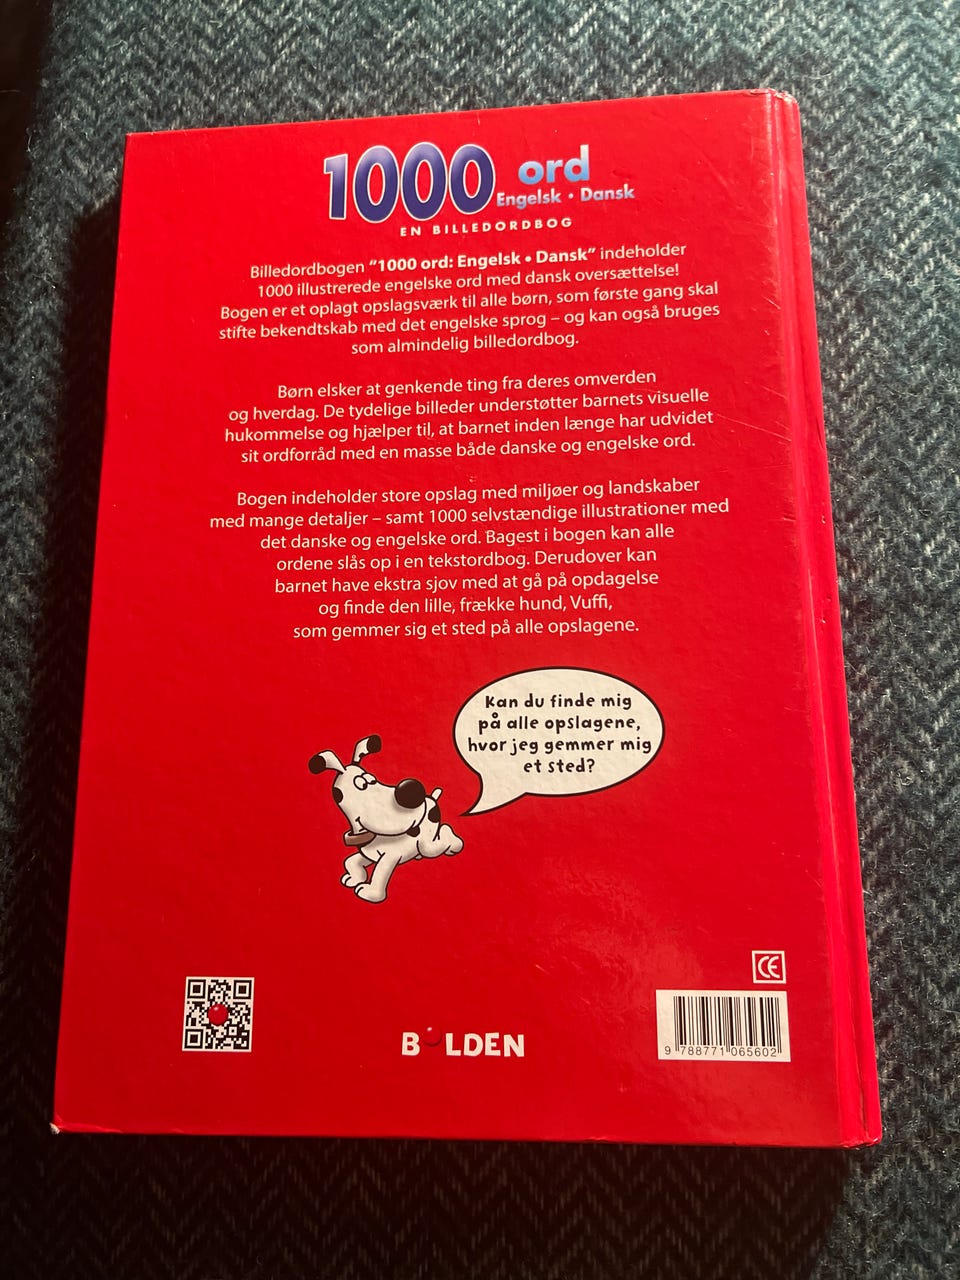 1000 ord
Engelsk • Dansk
EN BILLEDORDBOG
Billedordbogen "1000 ord: Engelsk • Dansk" indeholder
1000 illustrerede engelske ord med dansk oversættelse!
Bogen er et oplagt opslagsværk til alle børn, som første gang skal
stifte bekendtskab med det engelske sprog – og kan også bruges
som almindelig billedordbog.
Børn elsker at genkende ting fra deres omverden
og hverdag. De tydelige billeder understøtter barnets visuelle
hukommelse og hjælper til, at barnet inden længe har udvidet
sit ordforråd med en masse både danske og engelske ord.
Bogen indeholder store opslag med miljøer og landskaber
med mange detaljer – samt 1000 selvstændige illustrationer med
det danske og engelske ord. Bagest i bogen kan alle
ordene slås op i en tekstordbog. Derudover kan
barnet have ekstra sjov med at gå på opdagelse
og finde den lille, frække hund, Vuffi,
som gemmer sig et sted på alle opslagene.
Kan du finde mig
på alle opslagene,
hvor jeg gemmer mig
et sted?
CE
BOLDEN
9 788771 065602